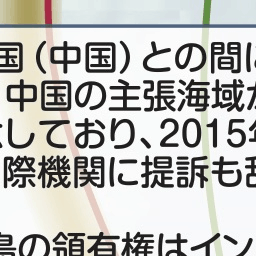 国（中国）との間に
中国の主張海域が
しており、2015年
際機関に提訴も辞
島の領有権はイン